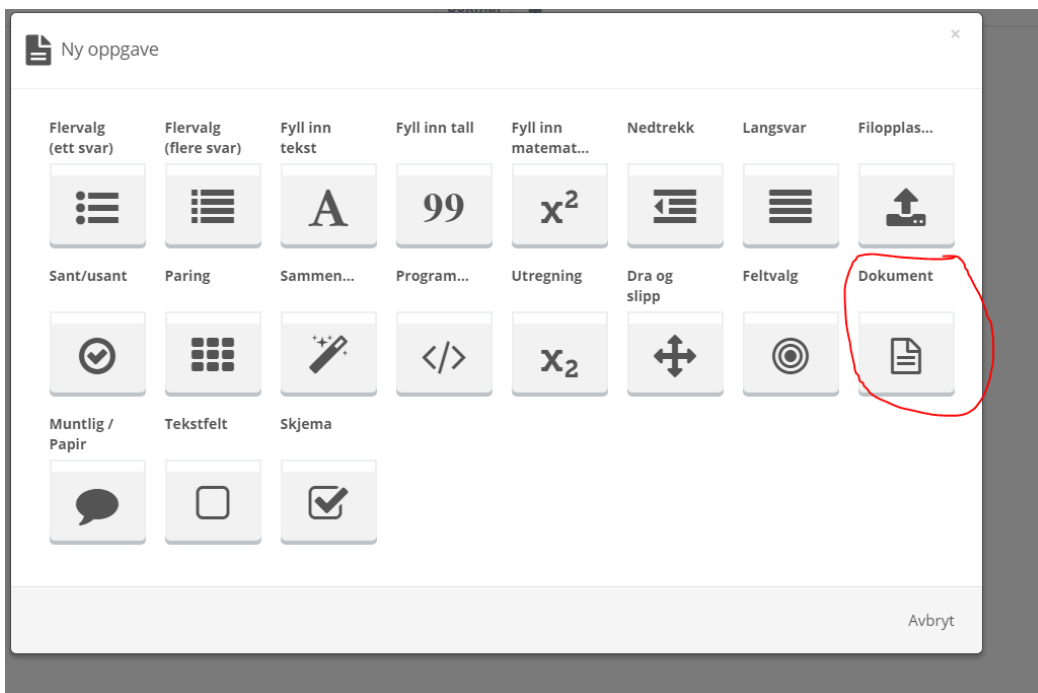 Ny oppgave
×
Flervalg
(ett svar)
Flervalg
(flere svar)
Fyll inn
tekst
Fyll inn tall
Fyll inn
matemat...
Nedtrekk
Langsvar
Filopplas...
A
99
x²
Sant/usant
Paring
Sammen...
Program...
Utregning
Dra og
slipp
Feltvalg
Dokument
</>
x₂
Muntlig /
Papir
Tekstfelt
Skjema
Avbryt